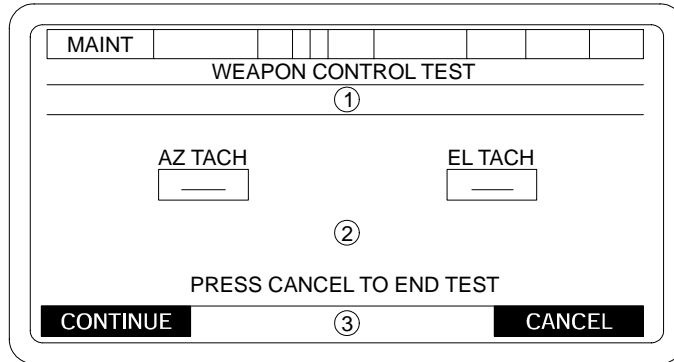 MAINT
WEAPON CONTROL TEST
1
AZ TACH EL TACH
2
PRESS CANCEL TO END TEST
CONTINUE 3 CANCEL